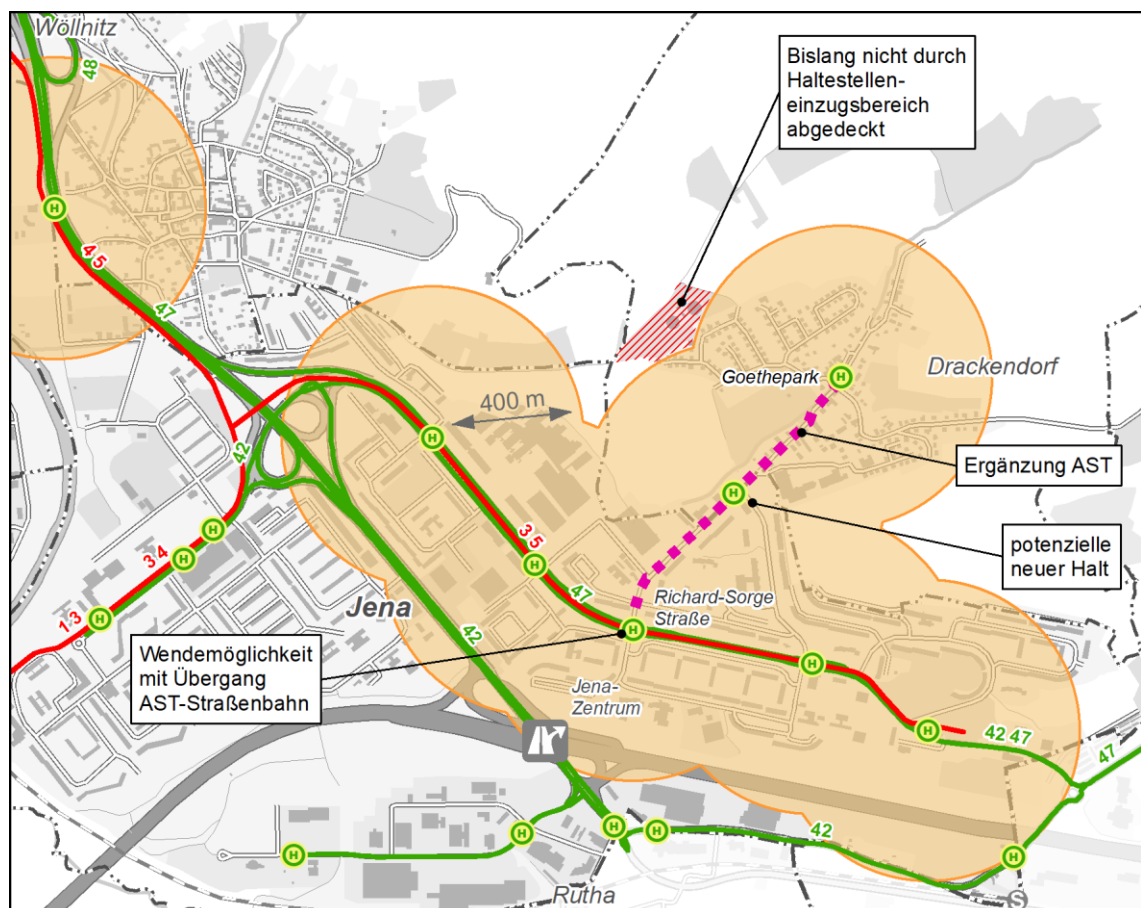 Wöllnitz
48
Bislang nicht durch
Haltestellen-
einzugsbereich
abgedeckt
H
4 5
47
Goethepark
H
Drackendorf
400 m
42
H
Ergänzung AST
H
potenzielle
neuer Halt
3 4
H
H
3 5
H
47
1 3
H
Jena
Richard-Sorge
Straße
H
42
Wendemöglichkeit
mit Übergang
AST-Straßenbahn
H
Jena-
Zentrum
H
42 47
47
H
H
H
42
H
H
Rutha
S